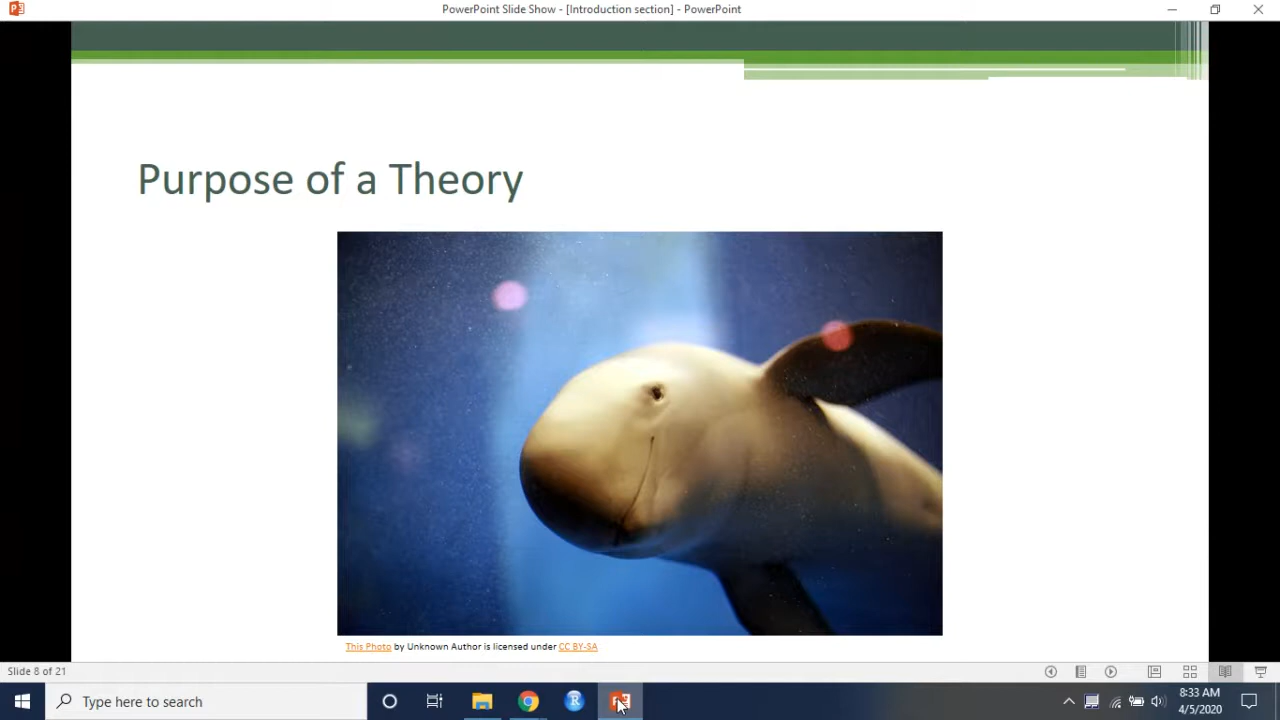 PowerPoint Slide Show - [Introduction section] - PowerPoint
Purpose of a Theory
This Photo by Unknown Author is licensed under CC BY-SA
Slide 8 of 21
Type here to search
8:33 AM
4/5/2020